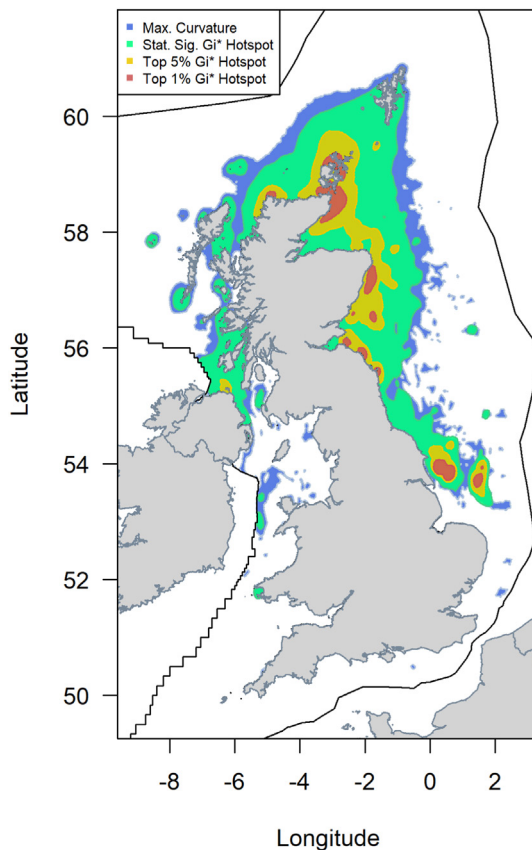 Max. Curvature
Stat. Sig. Gi* Hotspot
Top 5% Gi* Hotspot
Top 1% Gi* Hotspot
60
58
56
54
52
50
Latitude
-8 -6 -4 -2 0 2
Longitude